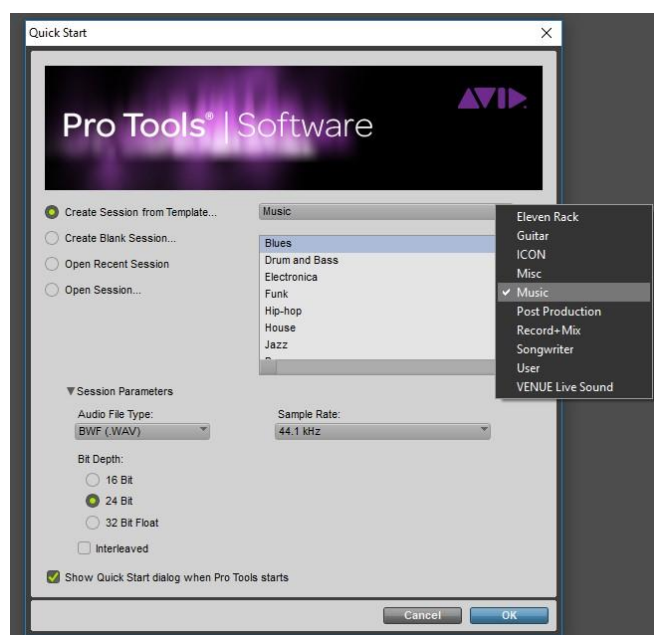 Quick Start
AVID
Pro Tools® | Software
Create Session from Template...
Music
Create Blank Session...
Open Recent Session
Open Session...
Blues
Drum and Bass
Electronica
Funk
Hip-hop
House
Jazz
Eleven Rack
Guitar
ICON
Misc
Music
Post Production
Record+Mix
Songwriter
User
VENUE Live Sound
Session Parameters
Audio File Type:
Sample Rate:
BWF (.WAV)
44.1 kHz
Bit Depth:
16 Bit
24 Bit
32 Bit Float
Interleaved
Show Quick Start dialog when Pro Tools starts
Cancel
OK